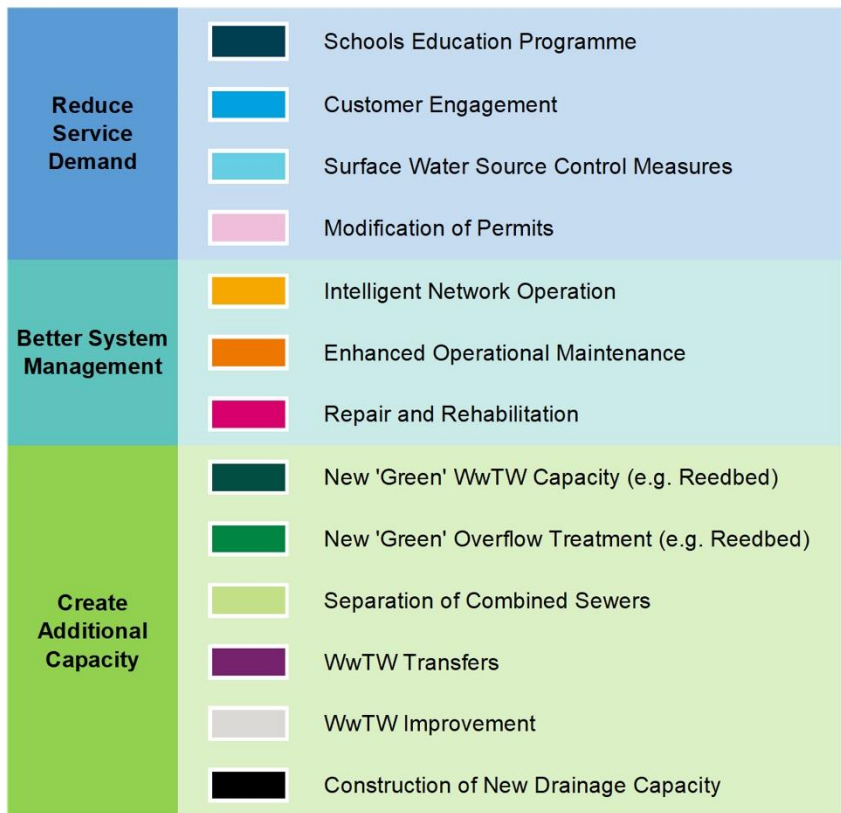 Reduce
Service
Demand
Schools Education Programme
Customer Engagement
Surface Water Source Control Measures
Modification of Permits
Better System
Management
Intelligent Network Operation
Enhanced Operational Maintenance
Repair and Rehabilitation
Create
Additional
Capacity
New 'Green' WwTW Capacity (e.g. Reedbed)
New 'Green' Overflow Treatment (e.g. Reedbed)
Separation of Combined Sewers
WwTW Transfers
WwTW Improvement
Construction of New Drainage Capacity